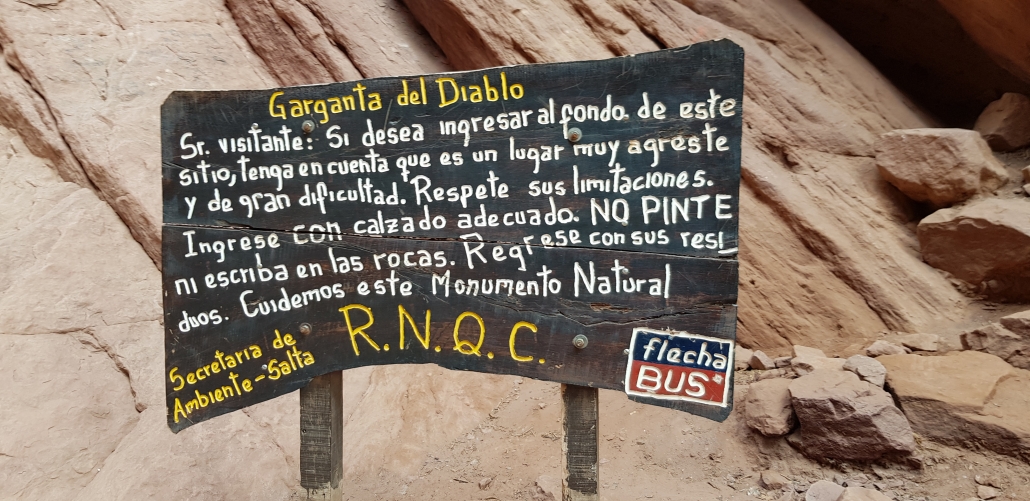 Garganta del Diablo
Sr. visitante: Si desea ingresar al fondo de este
sitio, tenga en cuenta que es un lugar muy agreste
y de gran dificultad. Respete sus limitaciones.
Ingrese con calzado adecuado. NO PINTE
ni escriba en las rocas. Regrese con sus resi_
duos. Cuidemos este Monumento Natural
R.N.Q.C.
Secretaría de
Ambiente-Salta
flecha
BUS